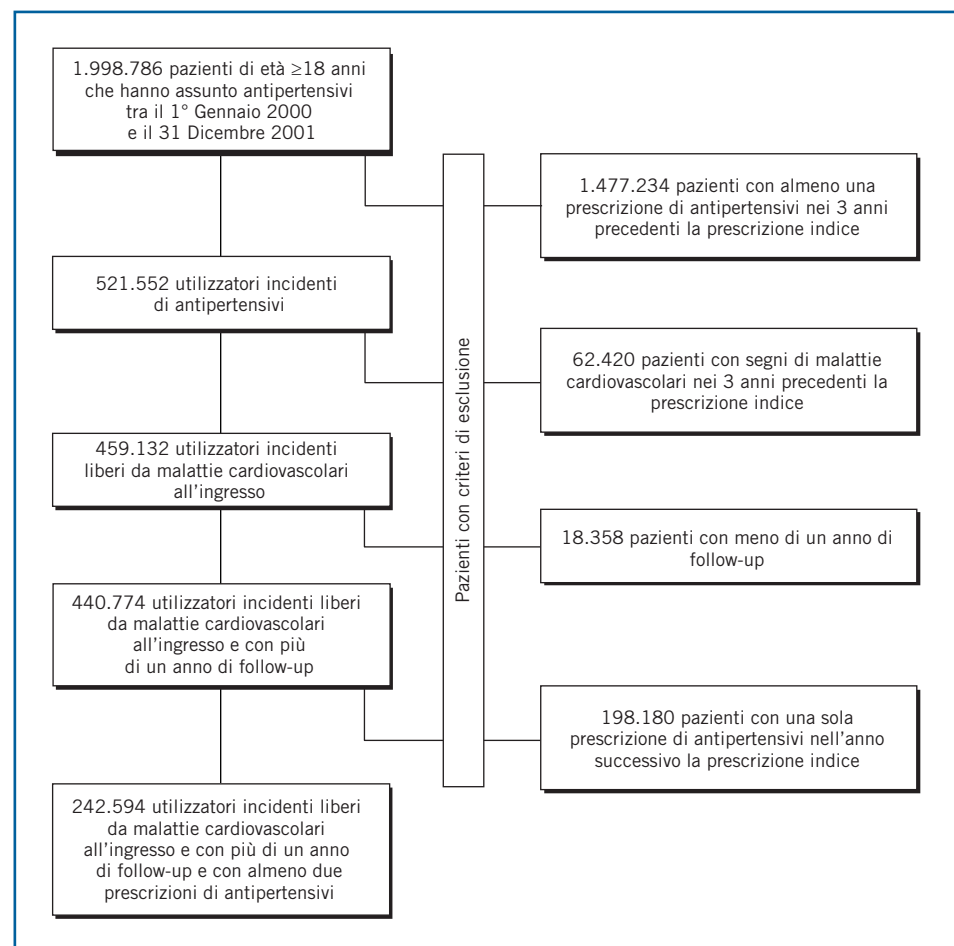 1.998.786 pazienti di età ≥18 anni
che hanno assunto antipertensivi
tra il 1° Gennaio 2000
e il 31 Dicembre 2001
1.477.234 pazienti con almeno una
prescrizione di antipertensivi nei 3 anni
precedenti la prescrizione indice
521.552 utilizzatori incidenti
di antipertensivi
62.420 pazienti con segni di malattie
cardiovascolari nei 3 anni precedenti la
prescrizione indice
Pazienti con criteri di esclusione
459.132 utilizzatori incidenti
liberi da malattie cardiovascolari
all'ingresso
18.358 pazienti con meno di un anno di
follow-up
440.774 utilizzatori incidenti liberi
da malattie cardiovascolari
all'ingresso e con più
di un anno di follow-up
198.180 pazienti con una sola
prescrizione di antipertensivi nell'anno
successivo la prescrizione indice
242.594 utilizzatori incidenti liberi
da malattie cardiovascolari
all'ingresso e con più di un anno
di follow-up e con almeno due
prescrizioni di antipertensivi